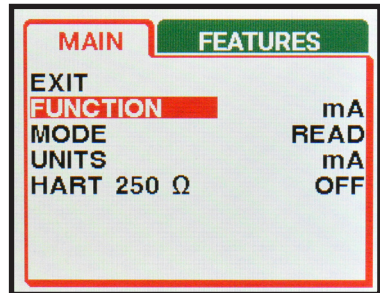 MAIN FEATURES
EXIT
FUNCTION mA
MODE READ
UNITS mA
HART 250 Ω OFF